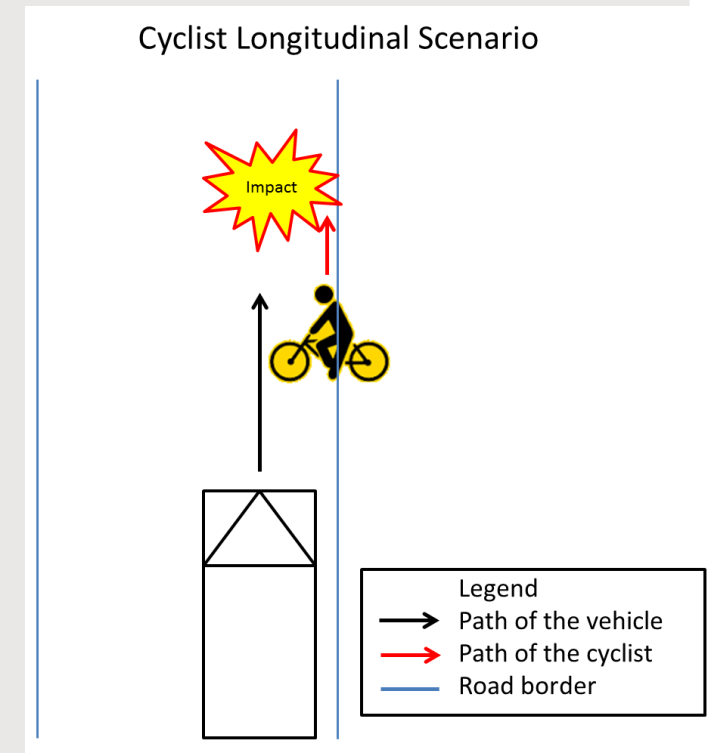 Cyclist Longitudinal Scenario
Impact
Legend
Path of the vehicle
Path of the cyclist
Road border